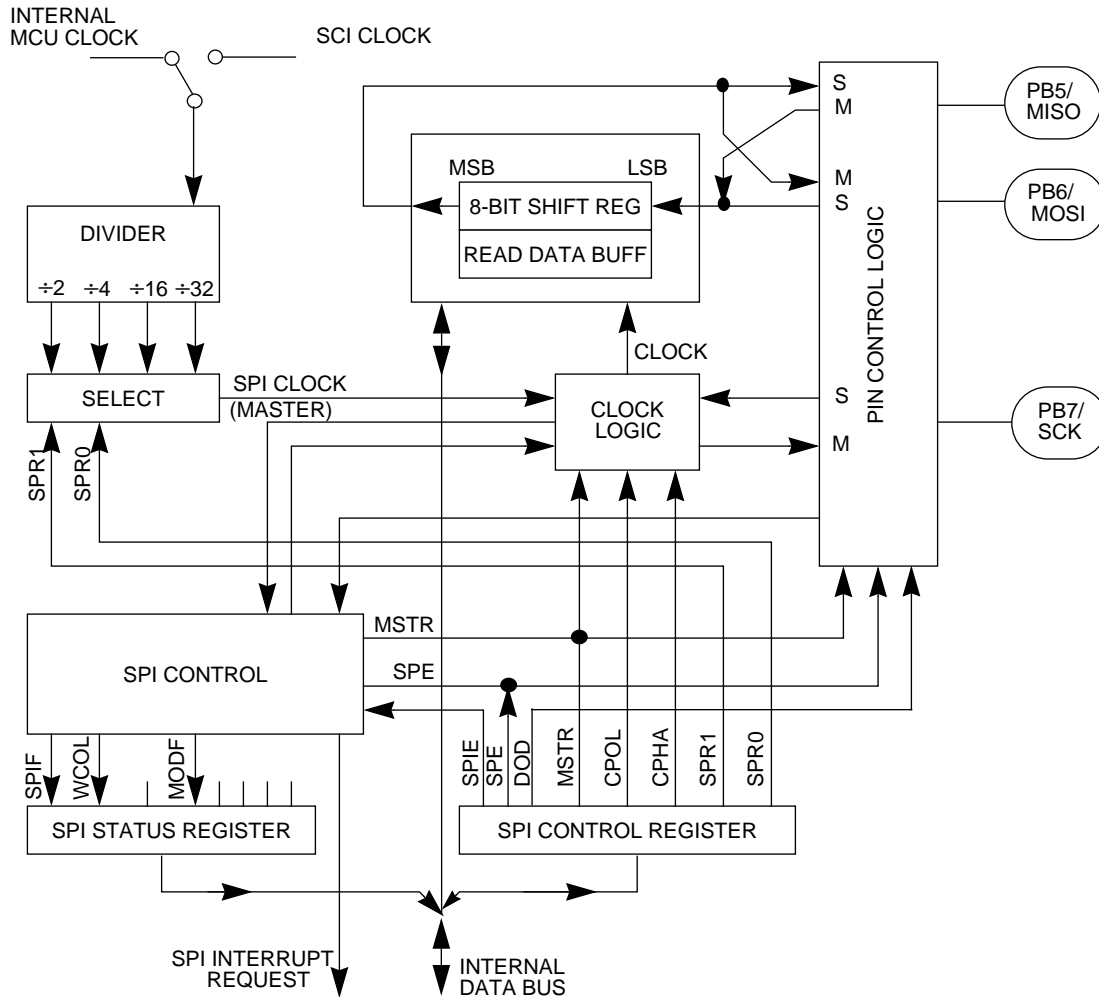 INTERNAL
MCU CLOCK
SCI CLOCK
S
M
PB5/
MISO
MSB
LSB
M
S
8-BIT SHIFT REG
READ DATA BUFF
PB6/
MOSI
DIVIDER
÷2 ÷4 ÷16 ÷32
PIN CONTROL LOGIC
CLOCK
SELECT
SPI CLOCK
(MASTER)
CLOCK
LOGIC
S
M
PB7/
SCK
SPR1
SPR0
MSTR
SPI CONTROL
SPE
SPIF
WCOL
MODF
SPIE
SPE
DOD
MSTR
CPOL
CPHA
SPR1
SPR0
SPI STATUS REGISTER
SPI CONTROL REGISTER
SPI INTERRUPT
REQUEST
INTERNAL
DATA BUS